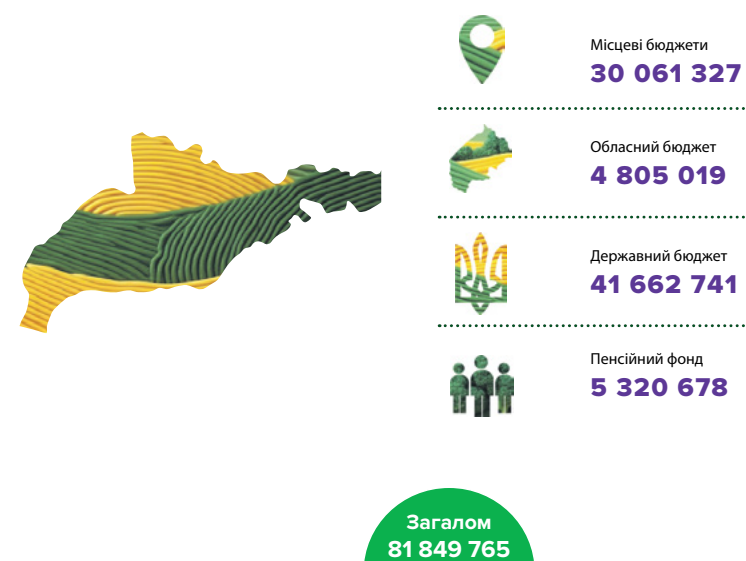 Місцеві бюджети
30 061 327
Обласний бюджет
4 805 019
Державний бюджет
41 662 741
Пенсійний фонд
5 320 678
Загалом
81 849 765